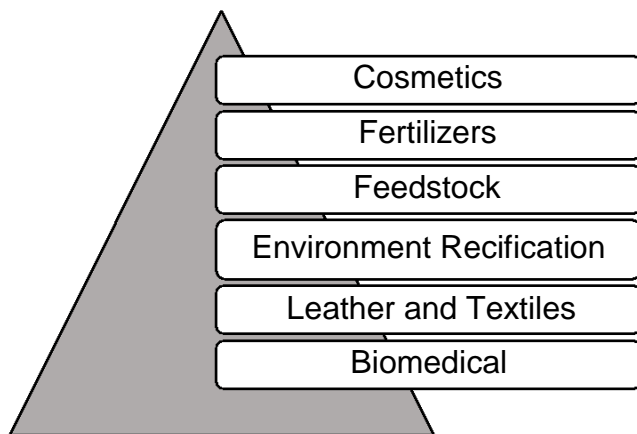 Cosmetics
Fertilizers
Feedstock
Environment Recification
Leather and Textiles
Biomedical